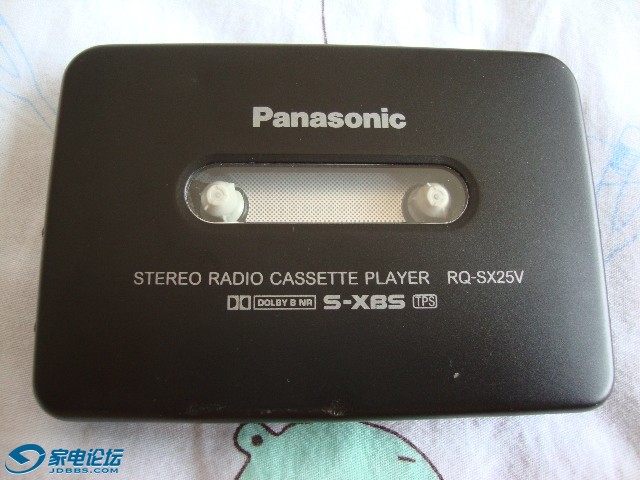 Panasonic
STEREO RADIO CASSETTE PLAYER RQ-SX25V
DOLBY B NR S-XBS TPS
家电论坛
JDBBS.COM